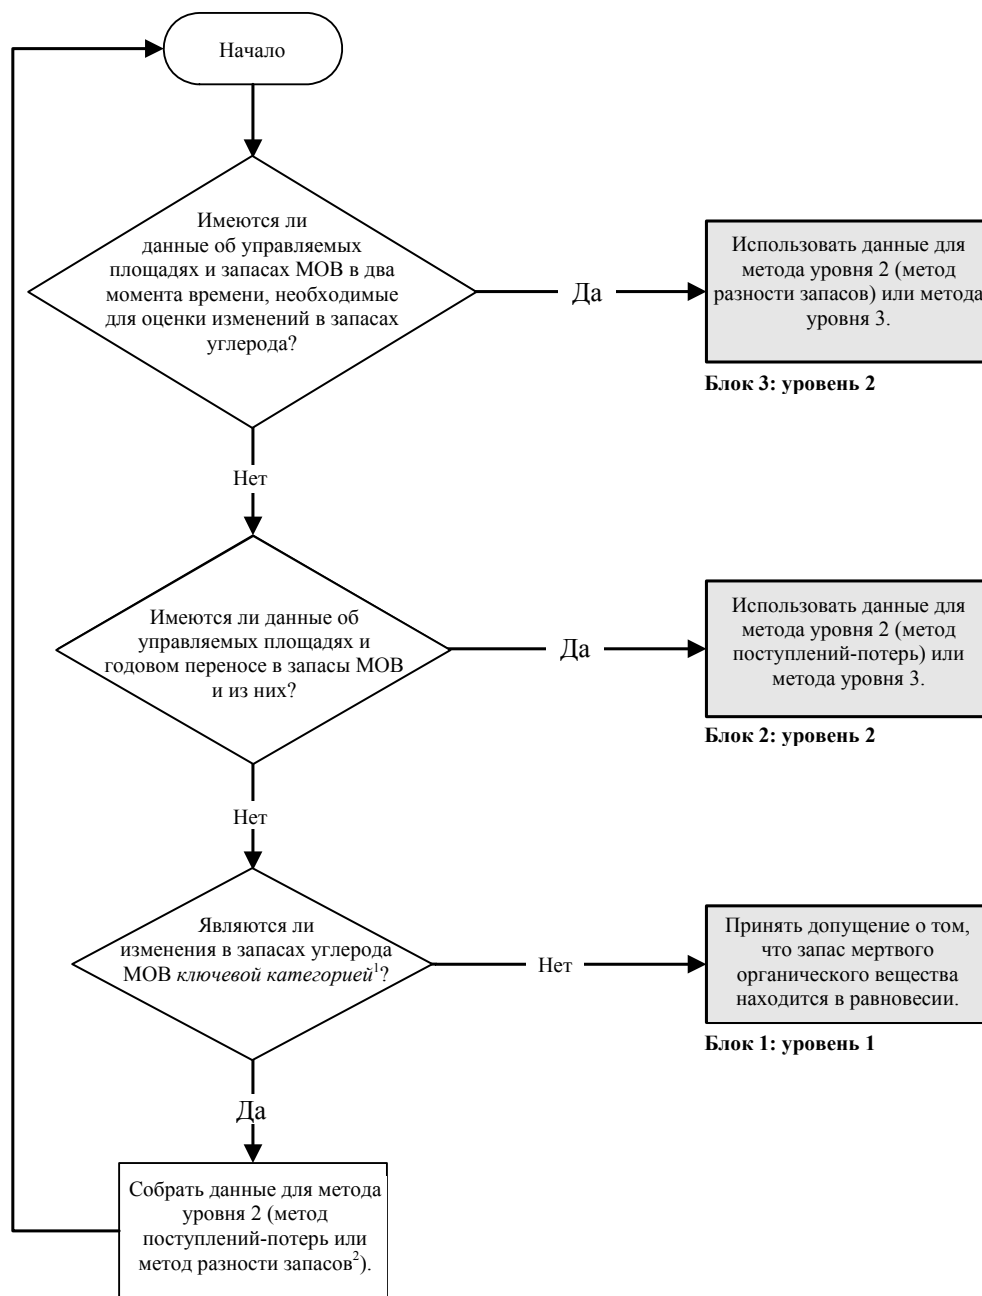 Начало
Имеются ли
данные об управляемых
площадях и запасах МОВ в два
момента времени, необходимые
для оценки изменений в запасах
углерода?
Да
Использовать данные для
метода уровня 2 (метод
разности запасов) или метода
уровня 3.
Блок 3: уровень 2
Нет
Имеются ли данные об
управляемых площадях и
годовом переносе в запасы МОВ
и из них?
Да
Использовать данные для
метода уровня 2 (метод
поступлений-потерь) или
метода уровня 3.
Блок 2: уровень 2
Нет
Являются ли
изменения в запасах углерода
МОВ ключевой категорией¹?
Нет
Принять допущение о том,
что запас мертвого
органического вещества
находится в равновесии.
Блок 1: уровень 1
Да
Собрать данные для метода
уровня 2 (метод
поступлений-потерь или
метод разности запасов²).